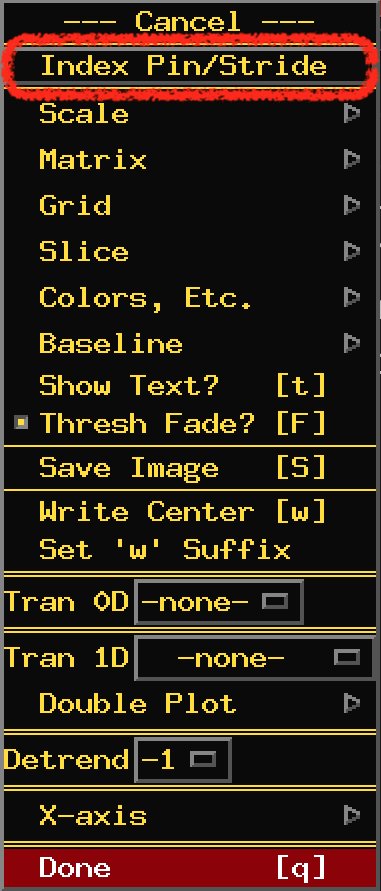 --- Cancel ---
Index Pin/Stride
Scale
Matrix
Grid
Slice
Colors, Etc.
Baseline
Show Text? [t]
Thresh Fade? [F]
Save Image [S]
Write Center [w]
Set 'w' Suffix
Tran 0D -none-
Tran 1D -none-
Double Plot
Detrend -1
X-axis
Done [q]